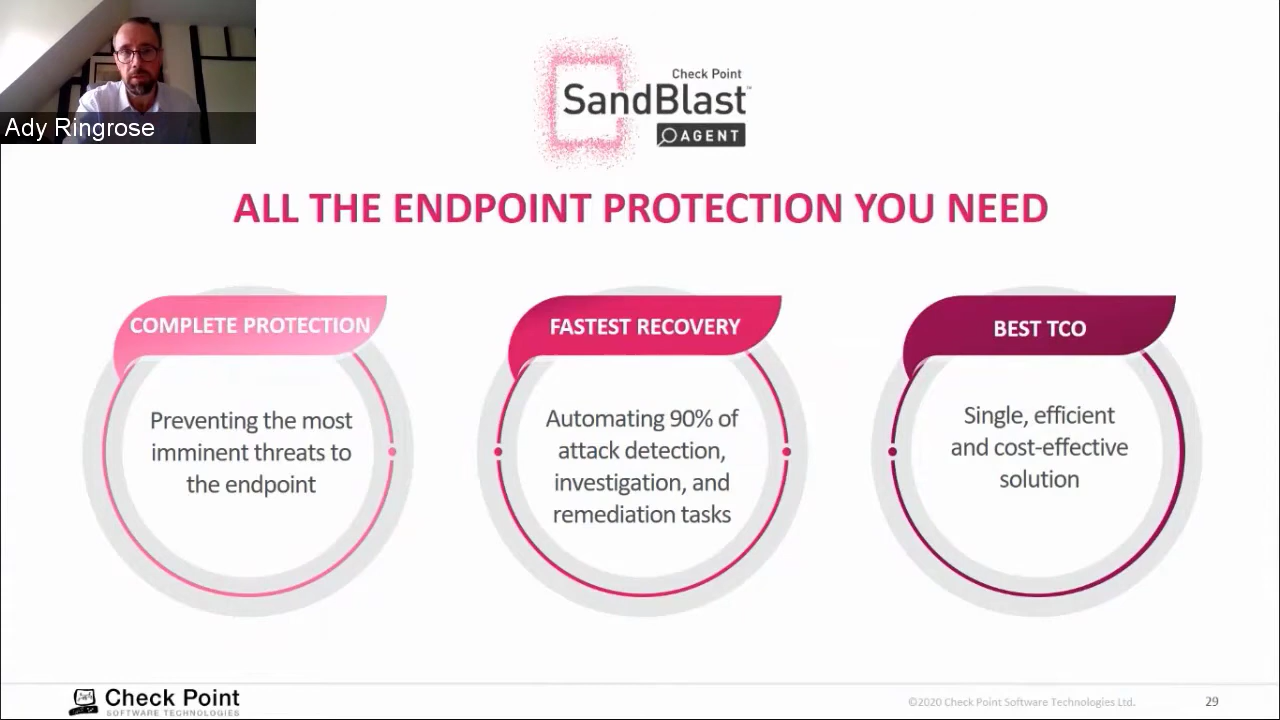 Ady Ringrose
Check Point
SandBlast™
AGENT
ALL THE ENDPOINT PROTECTION YOU NEED
COMPLETE PROTECTION
Preventing the most
imminent threats to
the endpoint
FASTEST RECOVERY
Automating 90% of
attack detection,
investigation, and
remediation tasks
BEST TCO
Single, efficient
and cost-effective
solution
Check Point
SOFTWARE TECHNOLOGIES
©2020 Check Point Software Technologies Ltd.
29